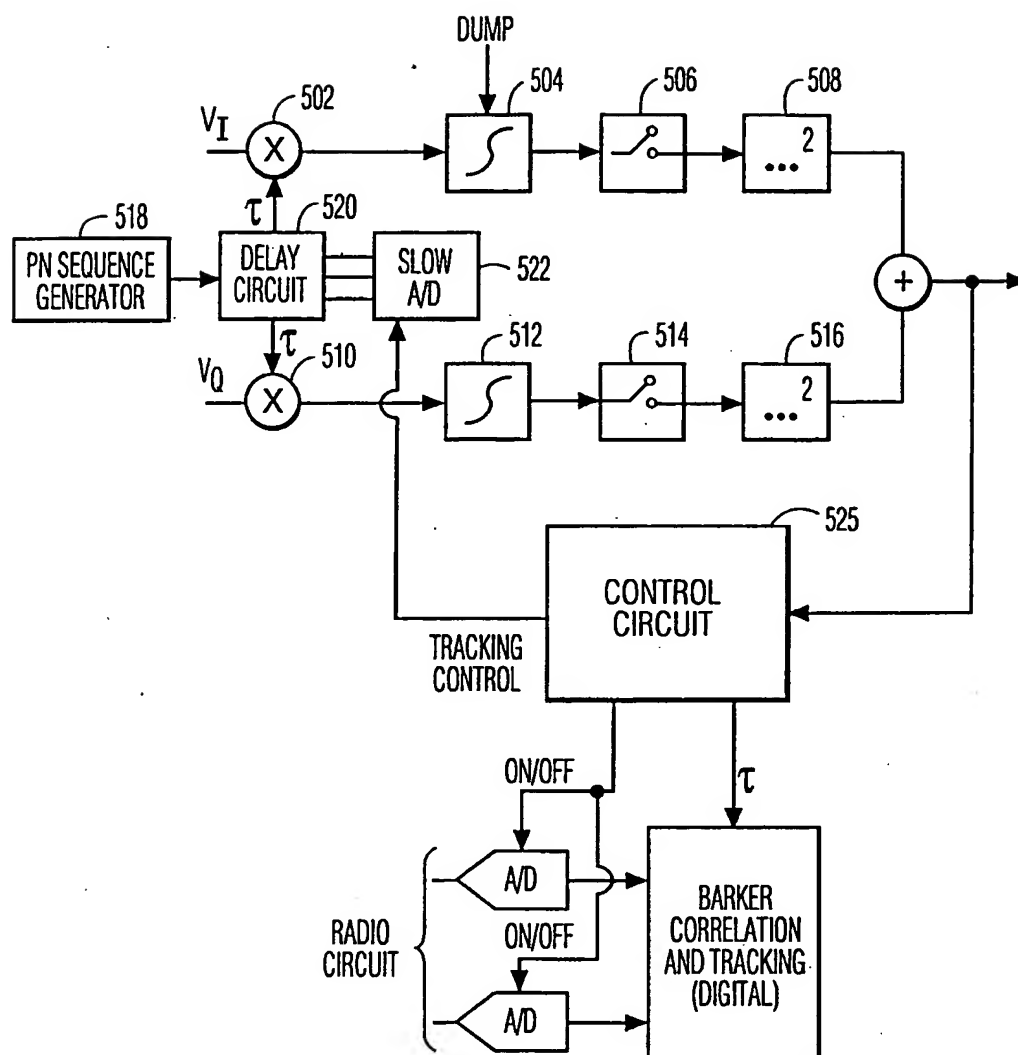 DUMP
502
504
506
508
V_I
X
... 2
τ
518
520
PN SEQUENCE
GENERATOR
DELAY
CIRCUIT
SLOW
A/D
522
+
τ
510
512
514
516
V_Q
X
... 2
525
CONTROL
CIRCUIT
TRACKING
CONTROL
ON/OFF
τ
A/D
RADIO
CIRCUIT
ON/OFF
A/D
BARKER
CORRELATION
AND TRACKING
(DIGITAL)